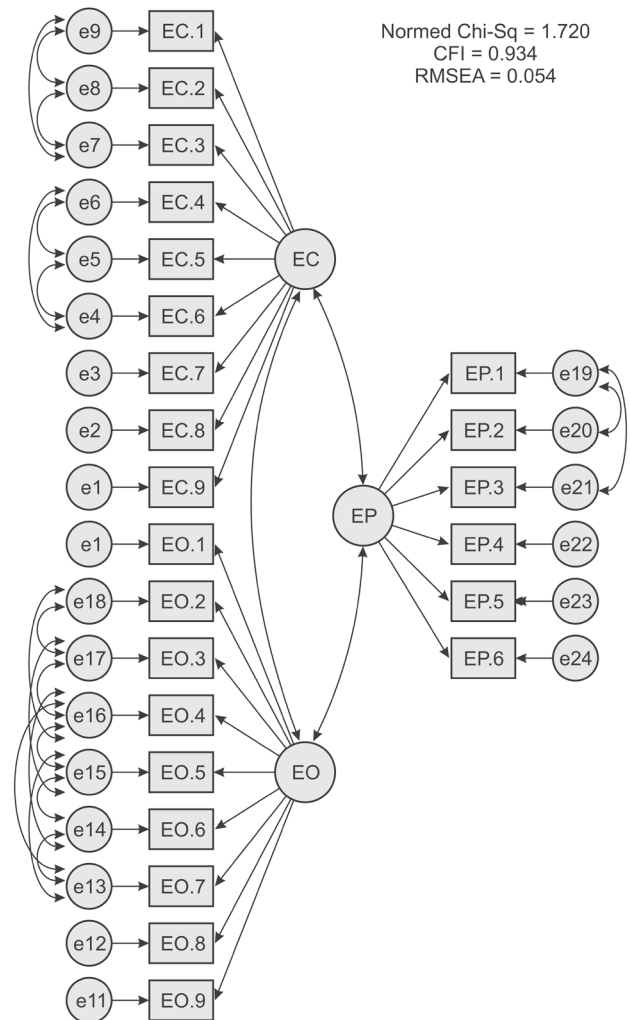 Normed Chi-Sq = 1.720
CFI = 0.934
RMSEA = 0.054
e9 EC.1
e8 EC.2
e7 EC.3
e6 EC.4
e5 EC.5 EC
e4 EC.6
e3 EC.7 EP.1 e19
e2 EC.8 EP.2 e20
e1 EC.9 EP.3 e21
EP
e1 EO.1 EP.4 e22
e18 EO.2 EP.5 e23
e17 EO.3 EP.6 e24
e16 EO.4
e15 EO.5 EO
e14 EO.6
e13 EO.7
e12 EO.8
e11 EO.9